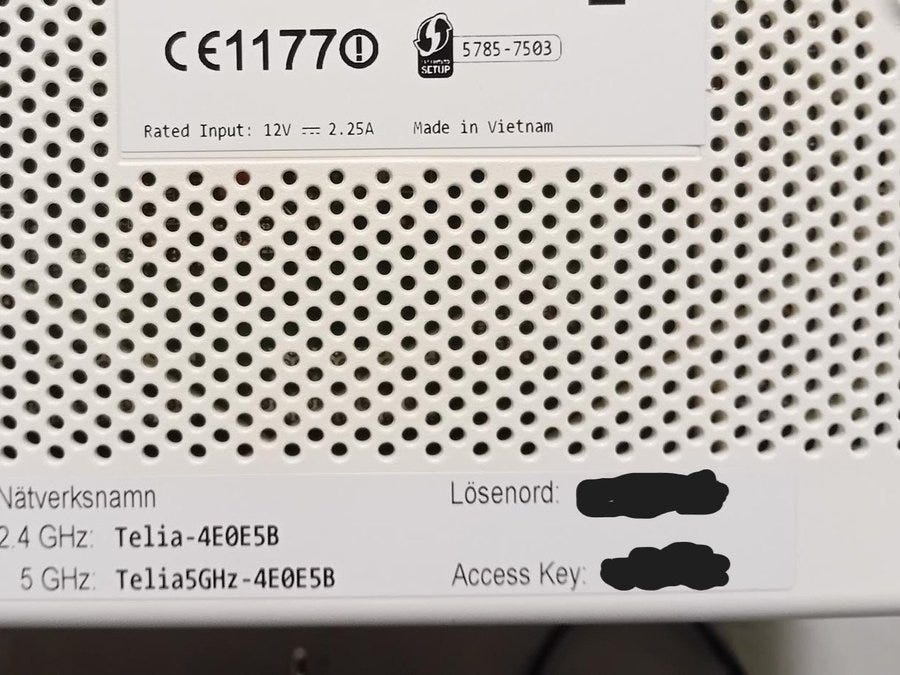 CE1177
5785-7503
SETUP
Rated Input: 12V ⎓ 2.25A Made in Vietnam
Nätverksnamn
Lösenord:
2.4 GHz: Telia-4E0E5B
5 GHz: Telia5GHz-4E0E5B
Access Key: